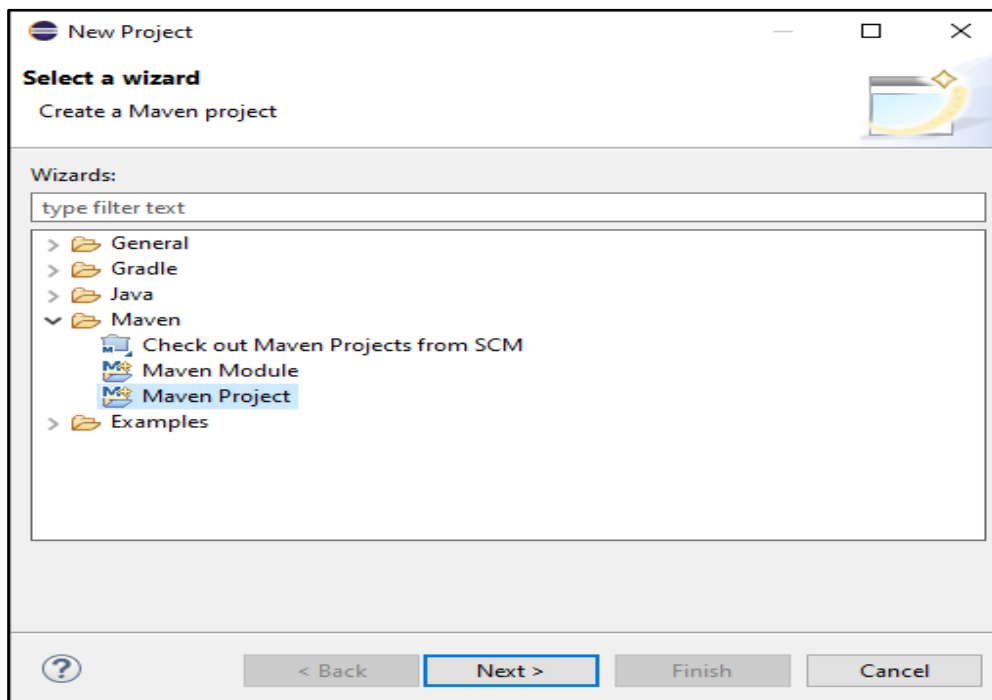 New Project
Select a wizard
Create a Maven project
Wizards:
type filter text
General
Gradle
Java
Maven
Check out Maven Projects from SCM
Maven Module
Maven Project
Examples
< Back Next > Finish Cancel